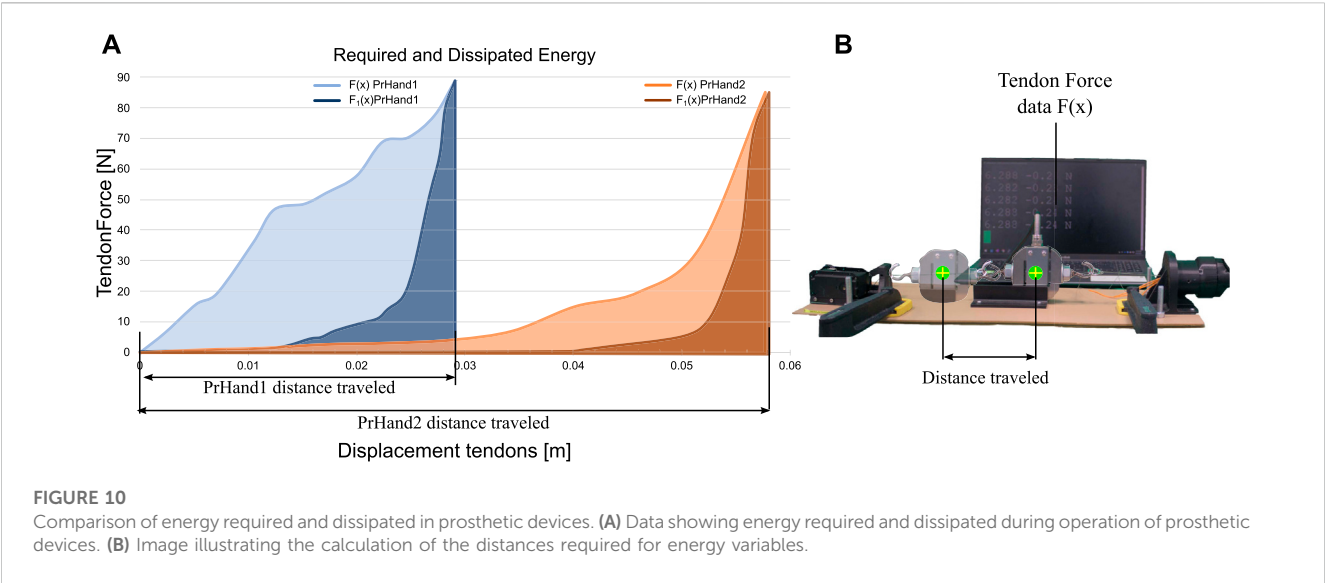 A
Required and Dissipated Energy
F(x) PrHand1
F₁(x)PrHand1
F(x) PrHand2
F₁(x)PrHand2
TendonForce [N]
90
80
70
60
50
40
30
20
10
0
0 0.01 0.02 0.03 0.04 0.05 0.06
PrHand1 distance traveled
PrHand2 distance traveled
Displacement tendons [m]
B
Tendon Force
data F(x)
N
N
N
N
N
Distance traveled
FIGURE 10
Comparison of energy required and dissipated in prosthetic devices. (A) Data showing energy required and dissipated during operation of prosthetic
devices. (B) Image illustrating the calculation of the distances required for energy variables.